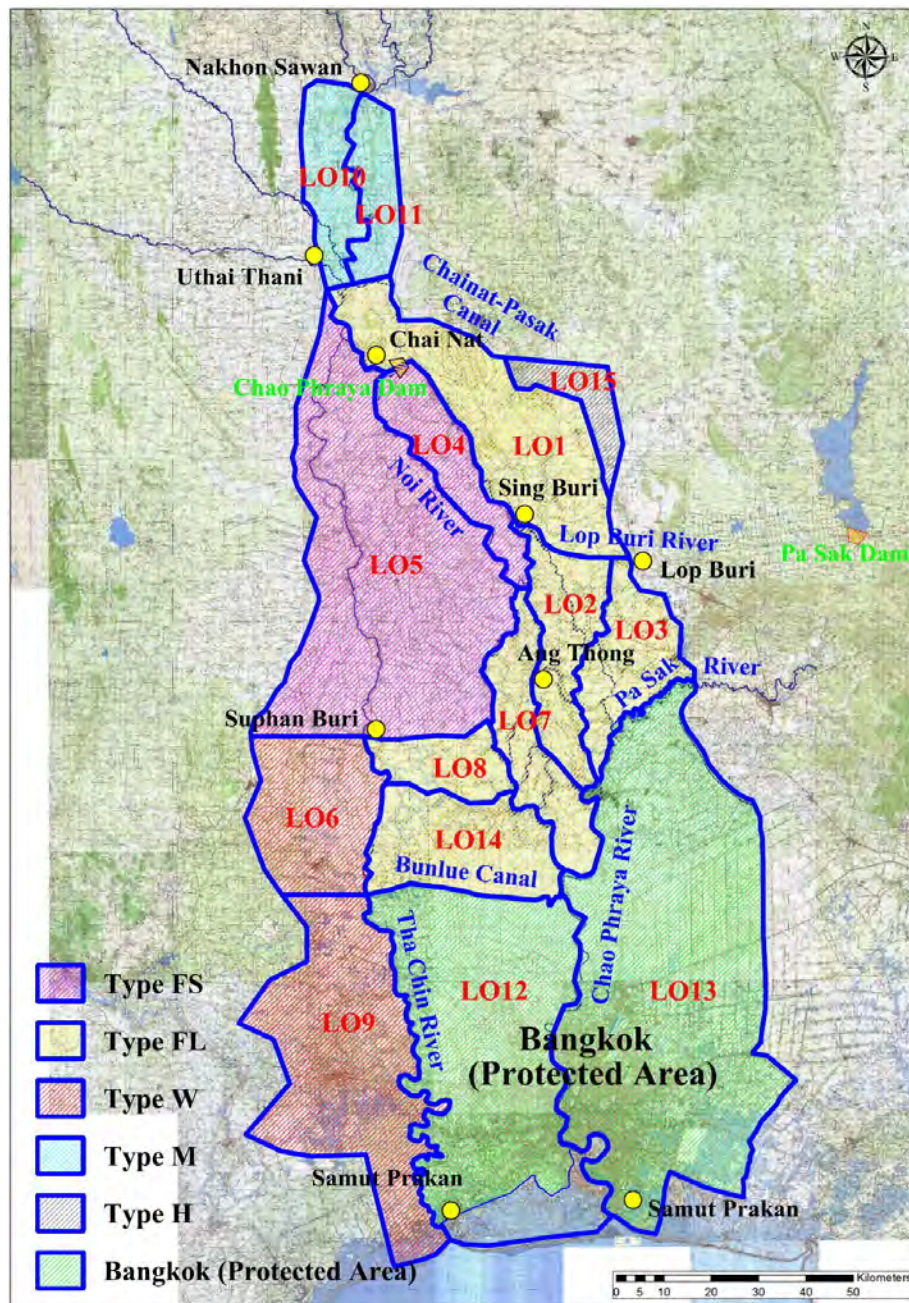 N
W E
S
Nakhon Sawan
LO10
LO11
Uthai Thani
Chainat-Pasak
Canal
Chai Nat
Chao Phraya Dam
LO15
LO4
LO1
Noi River
Sing Buri
Lop Buri River
Pa Sak Dam
Lop Buri
LO5
LO2
LO3
Ang Thong
Pa Sak River
Suphan Buri
LO7
LO8
LO6
LO14
Bunlue Canal
Chao Phraya River
Tha Chin River
LO12
LO13
LO9
Bangkok
(Protected Area)
Samut Prakan
Samut Prakan
Type FS
Type FL
Type W
Type M
Type H
Bangkok (Protected Area)
Kilometers
0 5 10 20 30 40 50